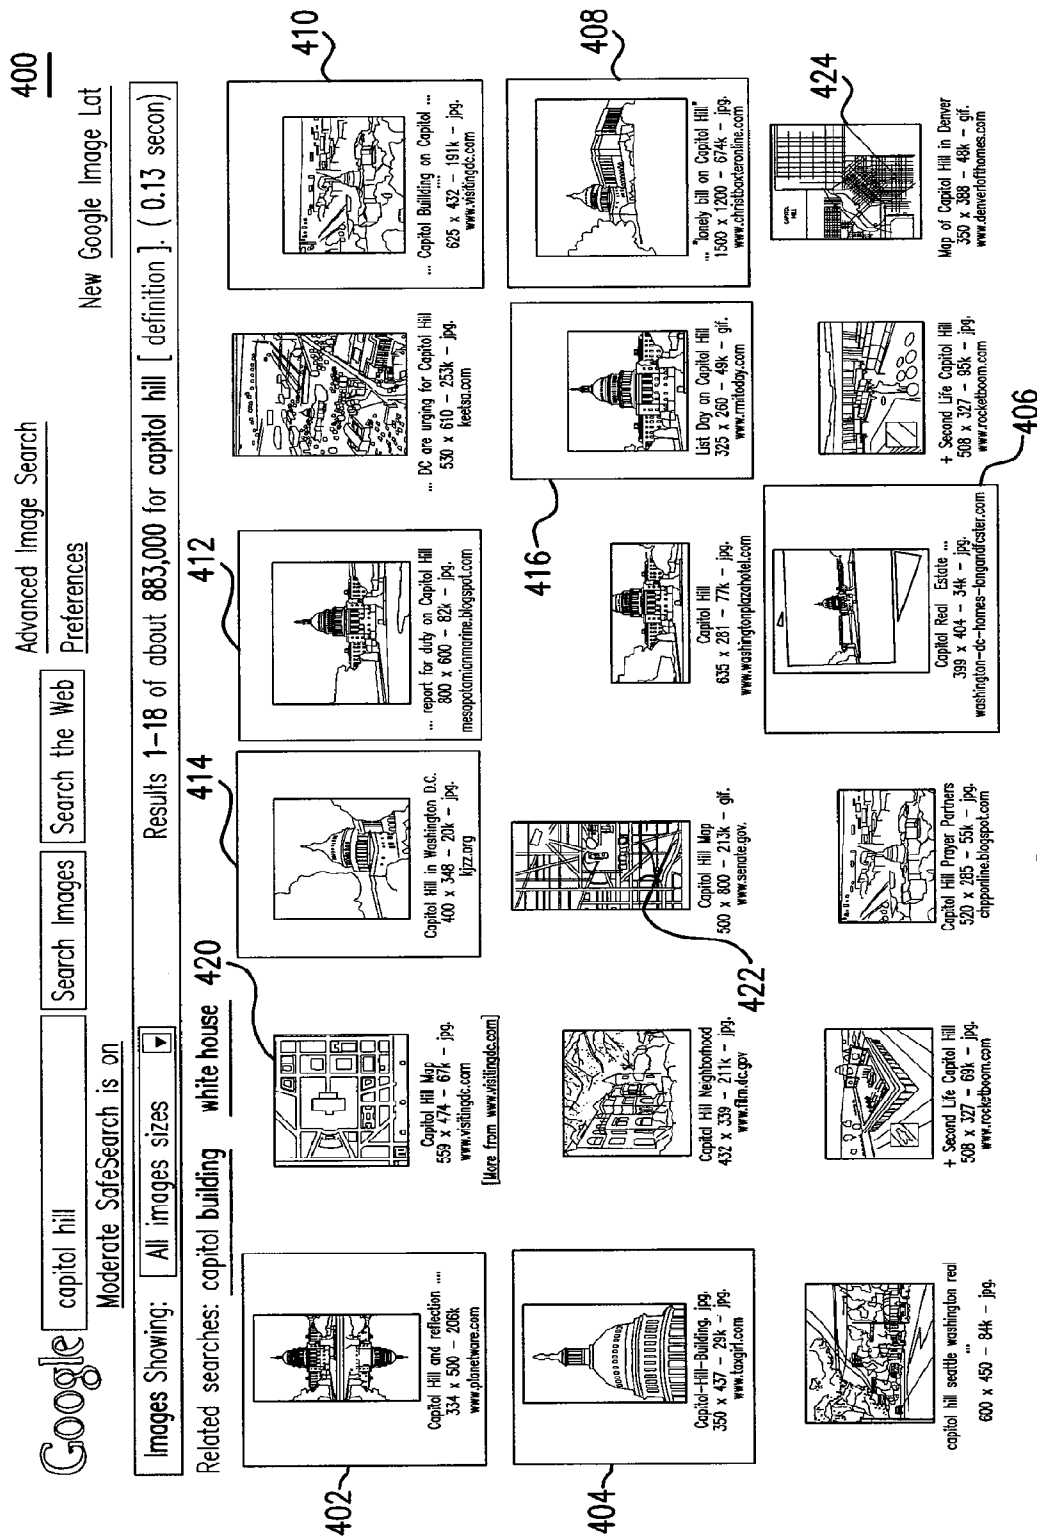 400
Google
capitol hill
Search Images
Search the Web
Advanced Image Search
Preferences
New Google Image Lat
Moderate SafeSearch is on
Images Showing:
All images sizes
Results 1-18 of about 883,000 for capitol hill [ definition ]. ( 0.13 secon)
Related searches: capitol building white house
402
Capitol Hill and reflection ....
334 x 500 - 206k
www.planetware.com
420
Capitol Hill Map
559 x 474 - 67k - jpg.
www.visitingdc.com
[More from www.visitingdc.com]
414
Capitol Hill in Washington D.C.
400 x 348 - 20k - jpg.
kjzz.org
412
... report for duty on Capitol Hill
800 x 600 - 82k - jpg.
mesopotamianmarine.blogspot.com
... DC are urging for Capitol Hill
530 x 610 - 253k - jpg.
keetsa.com
410
... Capitol Building on Capitol ...
625 x 432 - 191k - jpg.
www.visitingdc.com
404
Capitol-Hill-Building. jpg.
350 x 437 - 29k - jpg.
www.taxgirl.com
Capitol Hill Neighborhood
432 x 339 - 211k - jpg.
www.film.dc.gov
422
Capitol Hill Map
500 x 800 - 213k - gif.
www.senate.gov.
Capitol Hill
635 x 281 - 77k - jpg.
www.washingtonplazahotel.com
416
List Day on Capitol Hill
325 x 260 - 49k - gif.
www.rmitoday.com
408
... "lonely bill on Capitol Hill"
1500 x 1200 - 674k - jpg.
www.christbaxteronline.com
capitol hill seattle washington real
...
600 x 450 - 84k - jpg.
+ Second Life Capitol Hill
508 x 327 - 69k - jpg.
www.rocketboom.com
Capitol Hill Prayer Partners
520 x 285 - 55k - jpg.
chpponline.blogspot.com
406
Capitol Real Estate ...
399 x 404 - 34k - jpg.
washington-dc-homes-longandfcster.com
+ Second Life Capitol Hill
508 x 327 - 95k - jpg.
www.rocketboom.com
424
CAPITOL
HILL
Map of Capitol Hill in Denver
350 x 388 - 48k - gif.
www.denverlofthomes.com